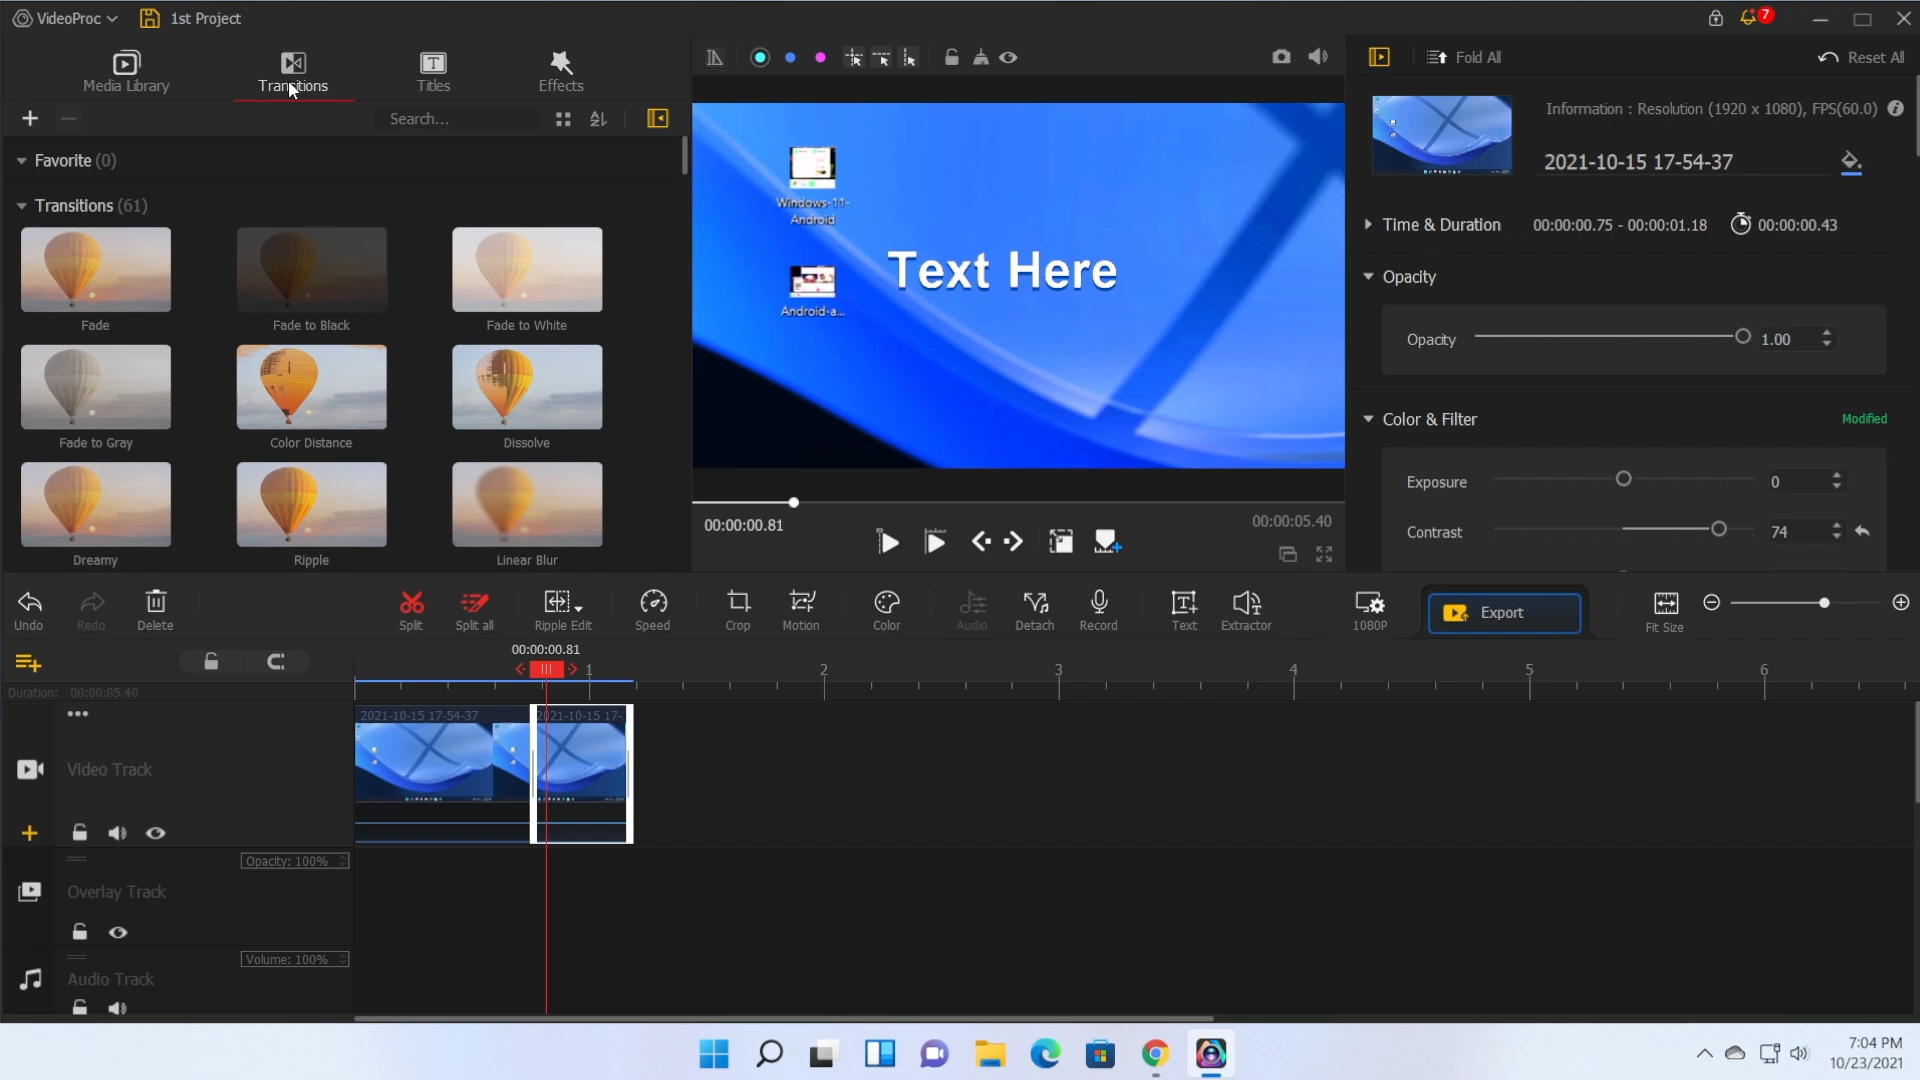 VideoProc
1st Project
7
Media Library
Transitions
Titles
Effects
Search...
Favorite (0)
Transitions (61)
Fade
Fade to Black
Fade to White
Fade to Gray
Color Distance
Dissolve
Dreamy
Ripple
Linear Blur
Windows-11-
Android
Android-a...
Text Here
00:00:00.81
00:00:05.40
Fold All
Reset All
Information : Resolution (1920 x 1080), FPS(60.0)
2021-10-15 17-54-37
Time & Duration
00:00:00.75 - 00:00:01.18
00:00:00.43
Opacity
Opacity
1.00
Color & Filter
Modified
Exposure
0
Contrast
74
Undo
Redo
Delete
Split
Split all
Ripple Edit
Speed
Crop
Motion
Color
Audio
Detach
Record
Text
Extractor
1080P
Export
Fit Size
00:00:00.81
1
2
3
4
5
6
Duration: 00:00:05.40
2021-10-15 17-54-37
2021-10-15 17-
Video Track
Opacity: 100%
Overlay Track
Volume: 100%
Audio Track
7:04 PM
10/23/2021